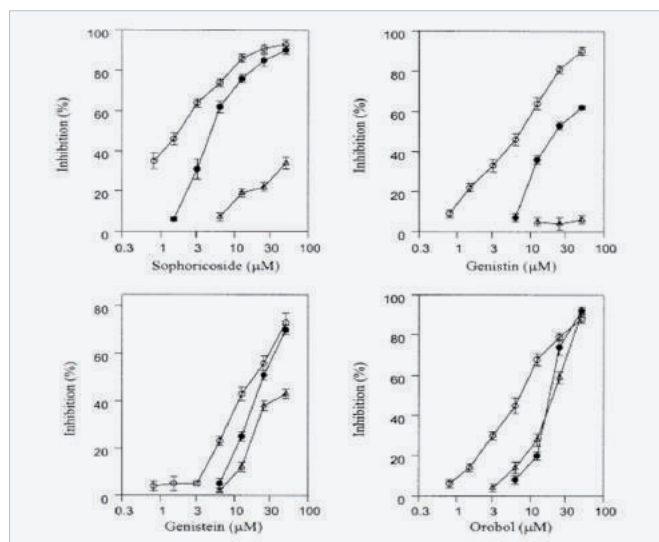 100
80
60
40
20
0
Inhibition (%)
0.3 1 3 10 30 100
Sophoricoside (μM)
100
80
60
40
20
0
Inhibition (%)
0.3 1 3 10 30 100
Genistin (μM)
80
60
40
20
0
Inhibition (%)
0.3 1 3 10 30 100
Genistein (μM)
100
80
60
40
20
0
Inhibition (%)
0.3 1 3 10 30 100
Orobol (μM)